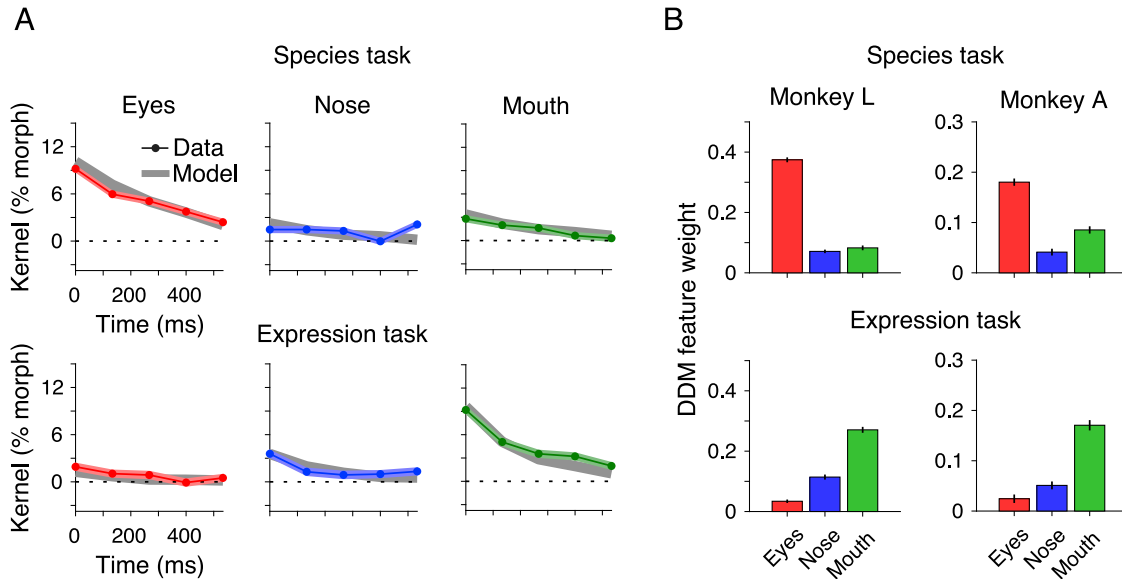 A
Species task
Eyes
Nose
Mouth
Kernel (% morph)
12
6
0
Data
Model
0
200
400
Time (ms)
Expression task
Kernel (% morph)
12
6
0
0
200
400
Time (ms)
B
Species task
Monkey L
Monkey A
DDM feature weight
0.4
0.2
0
0.3
0.2
0.1
0
Expression task
0.4
0.2
0
0.3
0.2
0.1
0
Eyes
Nose
Mouth
Eyes
Nose
Mouth